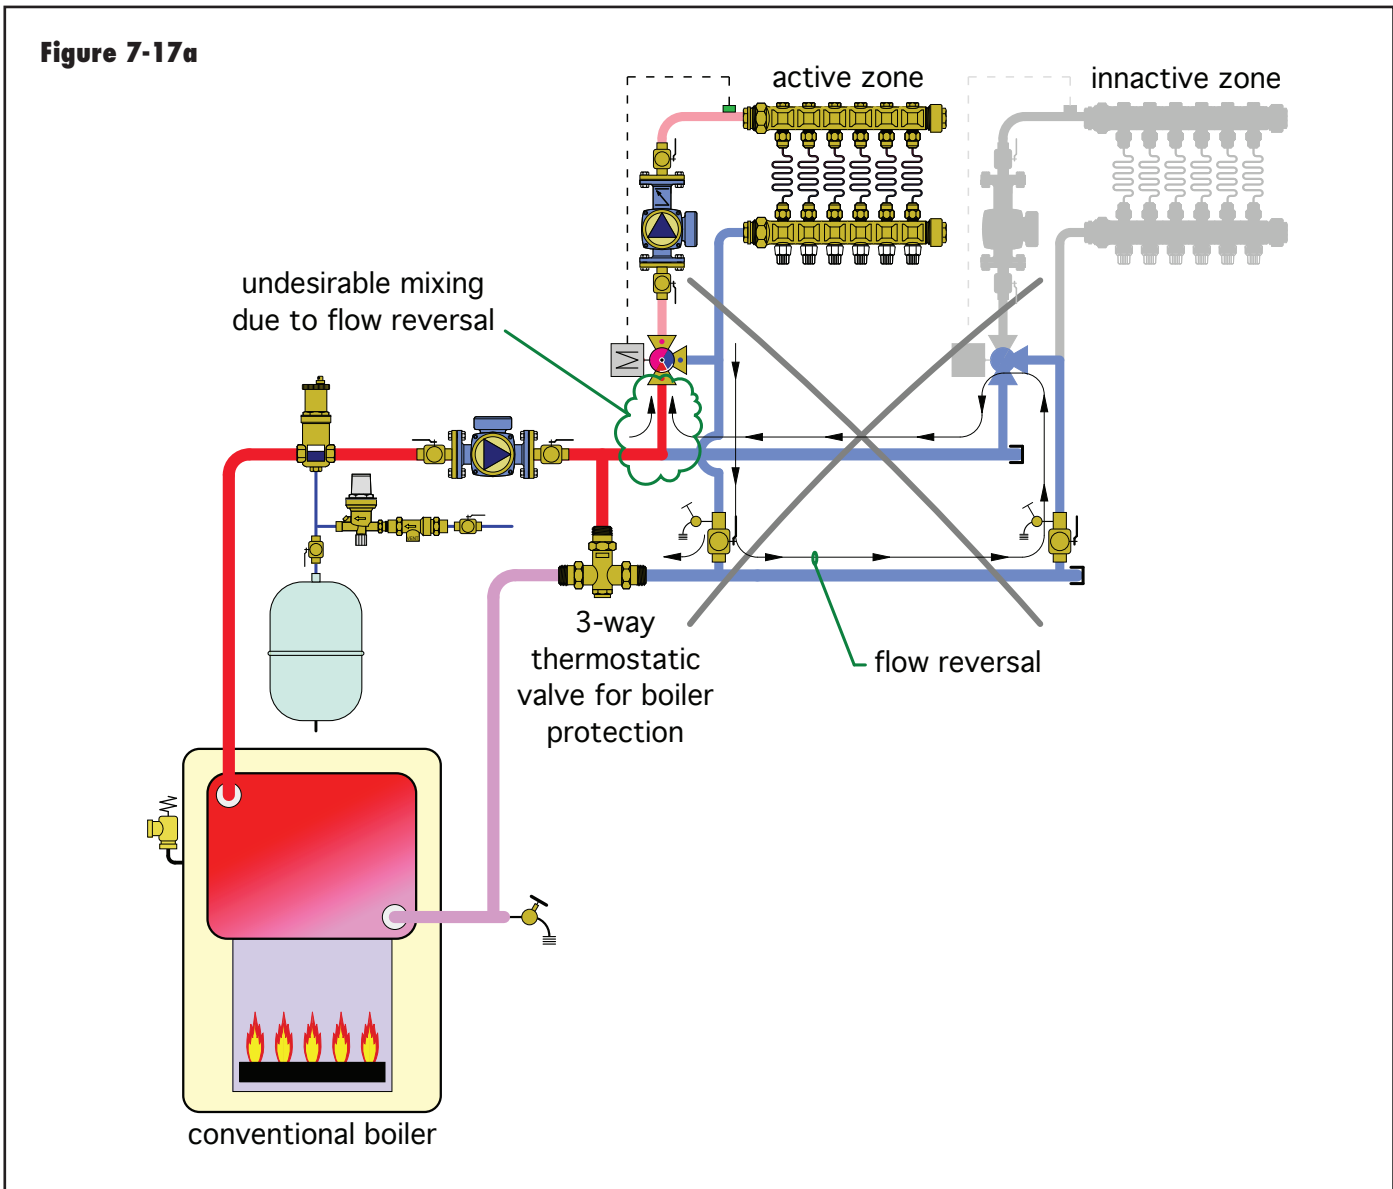 Figure 7-17a
active zone
innactive zone
undesirable mixing
due to flow reversal
M
3-way
thermostatic
valve for boiler
protection
flow reversal
conventional boiler